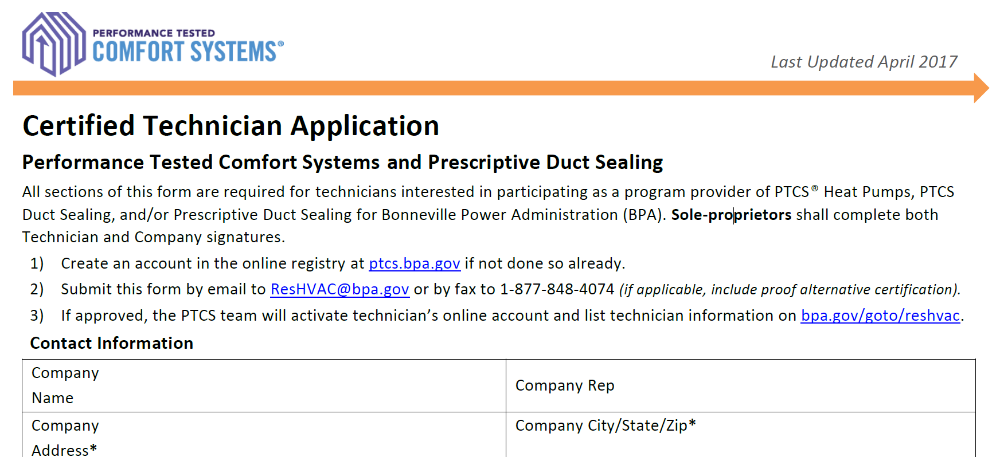 PERFORMANCE TESTED
COMFORT SYSTEMS®
Last Updated April 2017
Certified Technician Application
Performance Tested Comfort Systems and Prescriptive Duct Sealing
All sections of this form are required for technicians interested in participating as a program provider of PTCS® Heat Pumps, PTCS
Duct Sealing, and/or Prescriptive Duct Sealing for Bonneville Power Administration (BPA). Sole-proprietors shall complete both
Technician and Company signatures.
1) Create an account in the online registry at ptcs.bpa.gov if not done so already.
2) Submit this form by email to ResHVAC@bpa.gov or by fax to 1-877-848-4074 (if applicable, include proof alternative certification).
3) If approved, the PTCS team will activate technician’s online account and list technician information on bpa.gov/goto/reshvac.
Contact Information
Company
Name
Company Rep
Company
Address*
Company City/State/Zip*